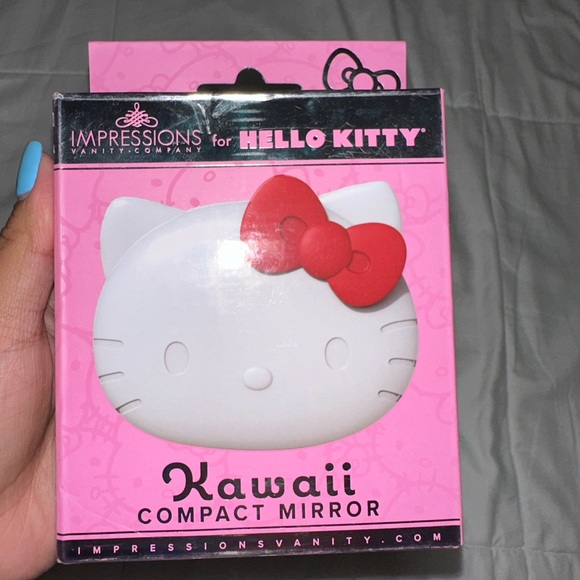 IMPRESSIONS for HELLO KITTY®
VANITY•COMPANY
Kawaii
COMPACT MIRROR
IMPRESSIONSVANITY.COM